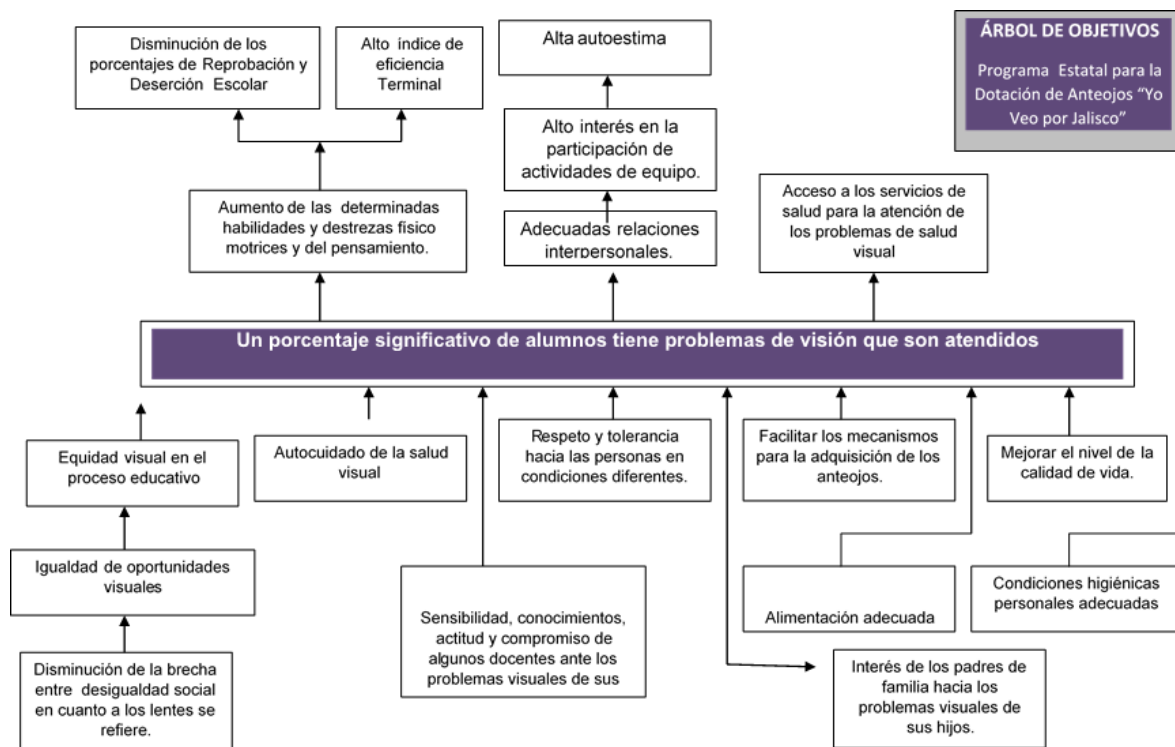 ÁRBOL DE OBJETIVOS
Programa Estatal para la
Dotación de Anteojos "Yo
Veo por Jalisco"
Disminución de los
porcentajes de Reprobación y
Deserción Escolar
Alto índice de
eficiencia
Terminal
Alta autoestima
Alto interés en la
participación de
actividades de equipo.
Aumento de las determinadas
habilidades y destrezas físico
motrices y del pensamiento.
Adecuadas relaciones
interpersonales.
Acceso a los servicios de
salud para la atención de
los problemas de salud
visual
Un porcentaje significativo de alumnos tiene problemas de visión que son atendidos
Equidad visual en el
proceso educativo
Autocuidado de la salud
visual
Respeto y tolerancia
hacia las personas en
condiciones diferentes.
Facilitar los mecanismos
para la adquisición de los
anteojos.
Mejorar el nivel de la
calidad de vida.
Igualdad de oportunidades
visuales
Sensibilidad, conocimientos,
actitud y compromiso de
algunos docentes ante los
problemas visuales de sus
Alimentación adecuada
Condiciones higiénicas
personales adecuadas
Disminución de la brecha
entre desigualdad social
en cuanto a los lentes se
refiere.
Interés de los padres de
familia hacia los
problemas visuales de
sus hijos.